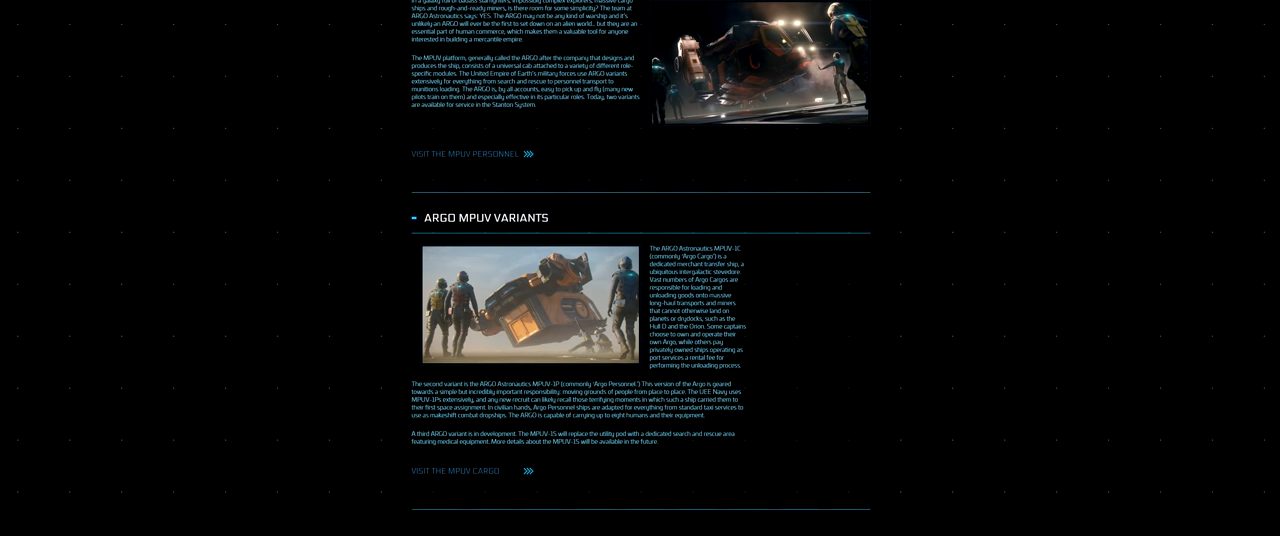 In a galaxy full of badass starfighters, impossibly complex explorers, massive cargo
ships and rough-and-ready miners, is there room for some simplicity? The team at
ARGO Astronautics says: YES. The ARGO may not be any kind of warship and it's
unlikely an ARGO will ever be the first to set down on an alien world... but they are an
essential part of human commerce, which makes them a valuable tool for anyone
interested in building a mercantile empire.
The MPUV platform, generally called the ARGO after the company that designs and
produces the ship, consists of a universal cab attached to a variety of different role-
specific modules. The United Empire of Earth's military forces use ARGO variants
extensively for everything from search and rescue to personnel transport to
munitions loading. The ARGO is, by all accounts, easy to pick up and fly (many new
pilots train on them) and especially effective in its particular roles. Today, two variants
are available for service in the Stanton System.
VISIT THE MPUV PERSONNEL
ARGO MPUV VARIANTS
The ARGO Astronautics MPUV-1C
(commonly 'Argo Cargo') is a
dedicated merchant transfer ship, a
ubiquitous intergalactic stevedore.
Vast numbers of Argo Cargos are
responsible for loading and
unloading goods onto massive
long-haul transports and miners
that cannot otherwise land on
planets or drydocks, such as the
Hull D and the Orion. Some captains
choose to own and operate their
own Argo, while others pay
privately owned ships operating as
port services a rental fee for
performing the unloading process.
The second variant is the ARGO Astronautics MPUV-1P (commonly 'Argo Personnel.') This version of the Argo is geared
towards a simple but incredibly important responsibility: moving grounds of people from place to place. The UEE Navy uses
MPUV-1Ps extensively, and any new recruit can likely recall those terrifying moments in which such a ship carried them to
their first space assignment. In civilian hands, Argo Personnel ships are adapted for everything from standard taxi services to
use as makeshift combat dropships. The ARGO is capable of carrying up to eight humans and their equipment.
A third ARGO variant is in development. The MPUV-1S will replace the utility pod with a dedicated search and rescue area
featuring medical equipment. More details about the MPUV-1S will be available in the future.
VISIT THE MPUV CARGO